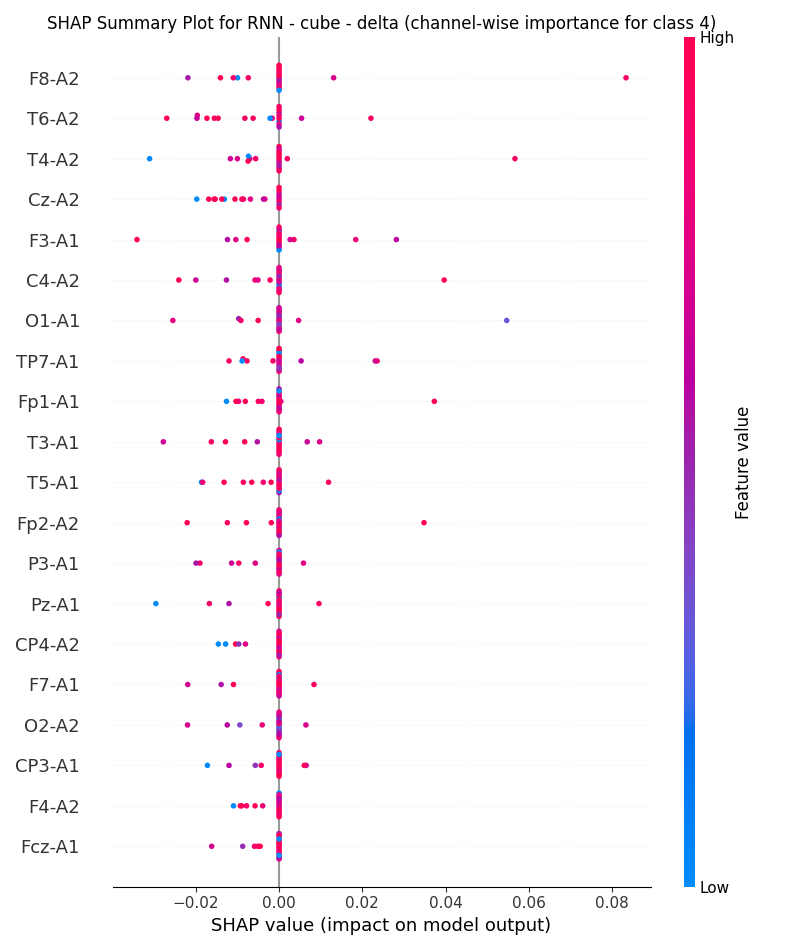 SHAP Summary Plot for RNN - cube - delta (channel-wise importance for class 4)
High
F8-A2
T6-A2
T4-A2
Cz-A2
F3-A1
C4-A2
O1-A1
TP7-A1
Fp1-A1
T3-A1
T5-A1
Fp2-A2
P3-A1
Pz-A1
CP4-A2
F7-A1
O2-A2
CP3-A1
F4-A2
Fcz-A1
Feature value
Low
−0.02 0.00 0.02 0.04 0.06 0.08
SHAP value (impact on model output)